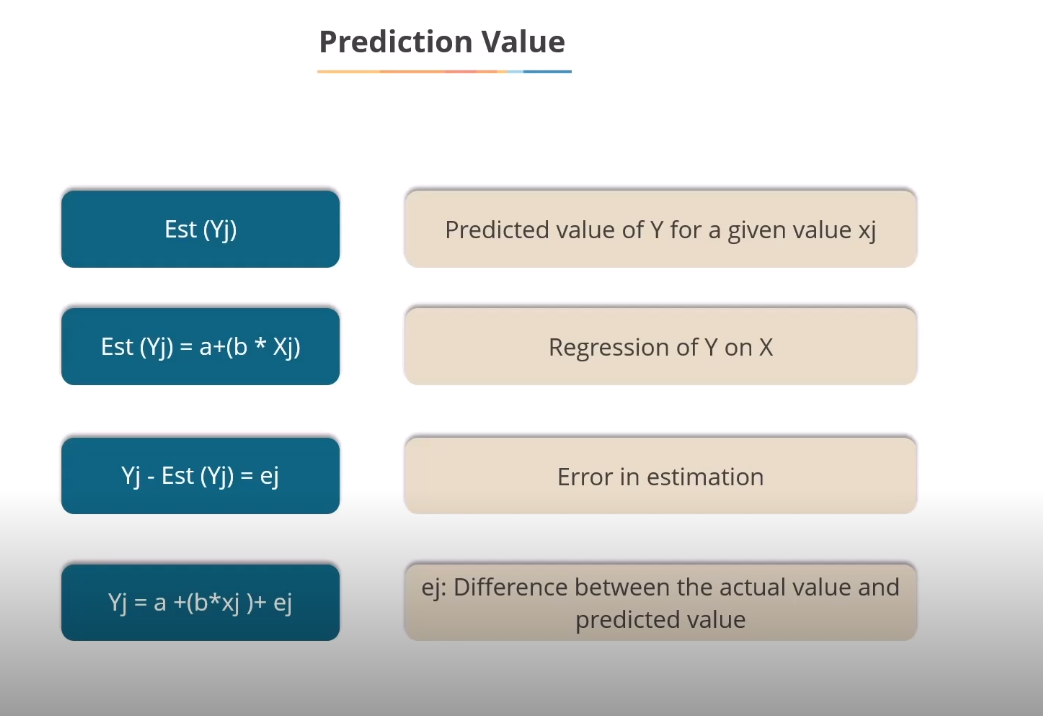 Prediction Value
Est (Yj)
Predicted value of Y for a given value xj
Est (Yj) = a+(b * Xj)
Regression of Y on X
Yj - Est (Yj) = ej
Error in estimation
Yj = a +(b*xj )+ ej
ej: Difference between the actual value and
predicted value